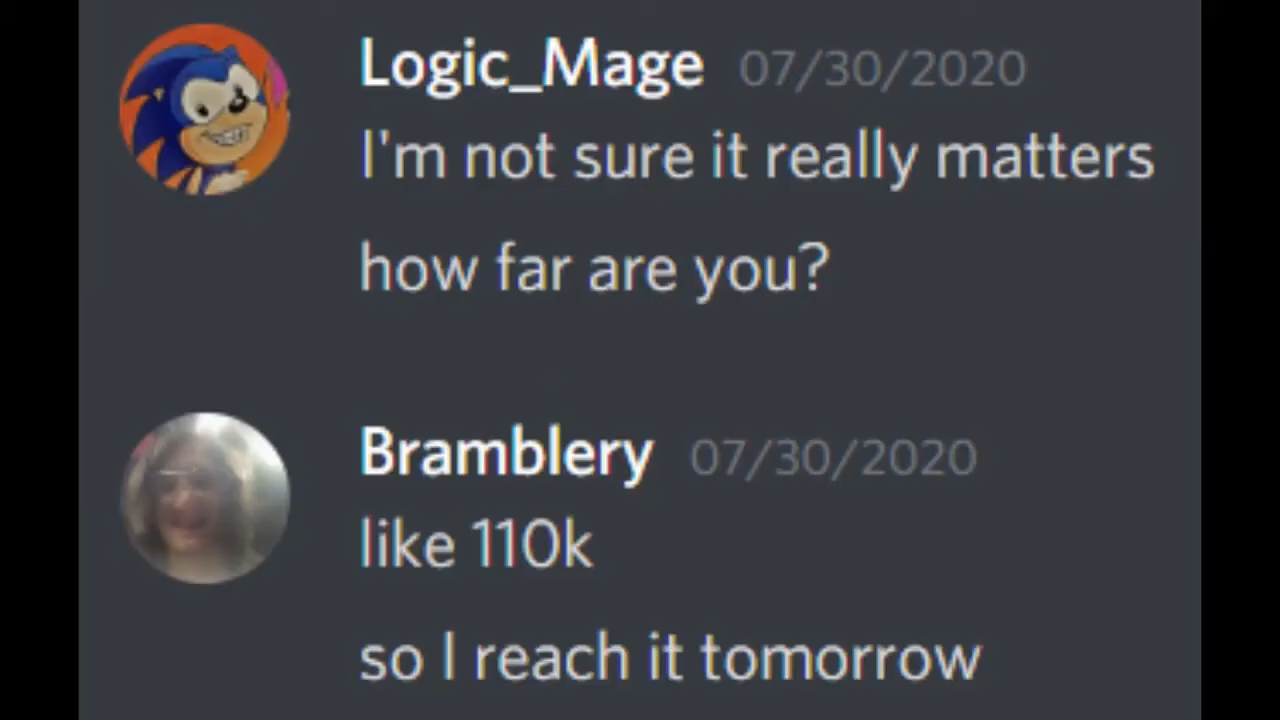 Logic_Mage 07/30/2020
I'm not sure it really matters
how far are you?
Bramblery 07/30/2020
like 110k
so I reach it tomorrow